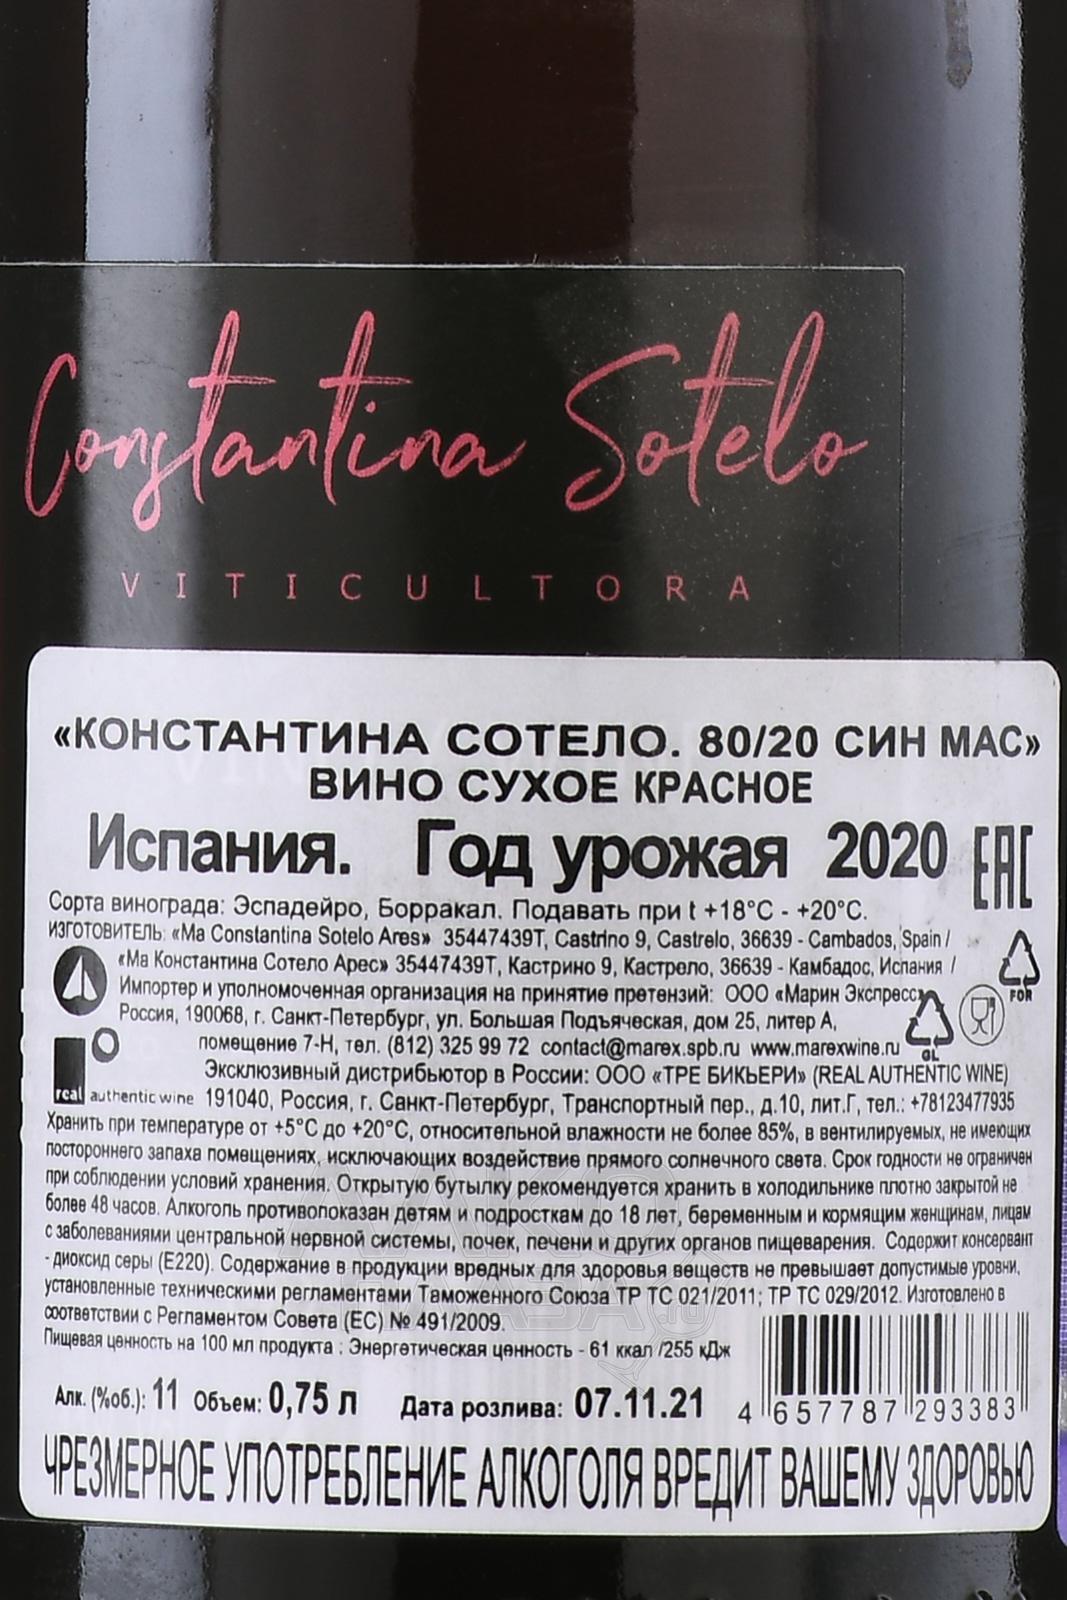 Constantina Sotelo
VITICULTORA
«КОНСТАНТИНА СОТЕЛО. 80/20 СИН МАС»
ВИНО СУХОЕ КРАСНОЕ
Испания. Год урожая 2020 EAC
Сорта винограда: Эспадейро, Борракал. Подавать при t +18°C - +20°C.
ИЗГОТОВИТЕЛЬ: «Ma Constantina Sotelo Ares» 35447439T, Castrino 9, Castrelo, 36639 - Cambados, Spain /
«Ма Константина Сотело Арес» 35447439Т, Кастрино 9, Кастрело, 36639 - Камбадос, Испания /
Импортер и уполномоченная организация на принятие претензий: ООО «Марин Экспресс»
FOR
Россия, 190068, г. Санкт-Петербург, ул. Большая Подъяческая, дом 25, литер А,
помещение 7-Н, тел. (812) 325 99 72 contact@marex.spb.ru www.marexwine.ru
GL
Эксклюзивный дистрибьютор в России: ООО «ТРЕ БИКЬЕРИ» (REAL AUTHENTIC WINE)
real authentic wine
191040, Россия, г. Санкт-Петербург, Транспортный пер., д.10, лит.Г, тел.: +78123477935
Хранить при температуре от +5°C до +20°C, относительной влажности не более 85%, в вентилируемых, не имеющих
постороннего запаха помещениях, исключающих воздействие прямого солнечного света. Срок годности не ограничен
при соблюдении условий хранения. Открытую бутылку рекомендуется хранить в холодильнике плотно закрытой не
более 48 часов. Алкоголь противопоказан детям и подросткам до 18 лет, беременным и кормящим женщинам, лицам
с заболеваниями центральной нервной системы, почек, печени и других органов пищеварения. Содержит консервант
- диоксид серы (Е220). Содержание в продукции вредных для здоровья веществ не превышает допустимые уровни,
установленные техническими регламентами Таможенного Союза ТР ТС 021/2011; ТР ТС 029/2012. Изготовлено в
соответствии с Регламентом Совета (ЕС) № 491/2009.
Пищевая ценность на 100 мл продукта : Энергетическая ценность - 61 ккал /255 кДж
Алк. (%об.): 11 Объем: 0,75 л Дата розлива: 07.11.21
4 657787 293383
ЧРЕЗМЕРНОЕ УПОТРЕБЛЕНИЕ АЛКОГОЛЯ ВРЕДИТ ВАШЕМУ ЗДОРОВЬЮ